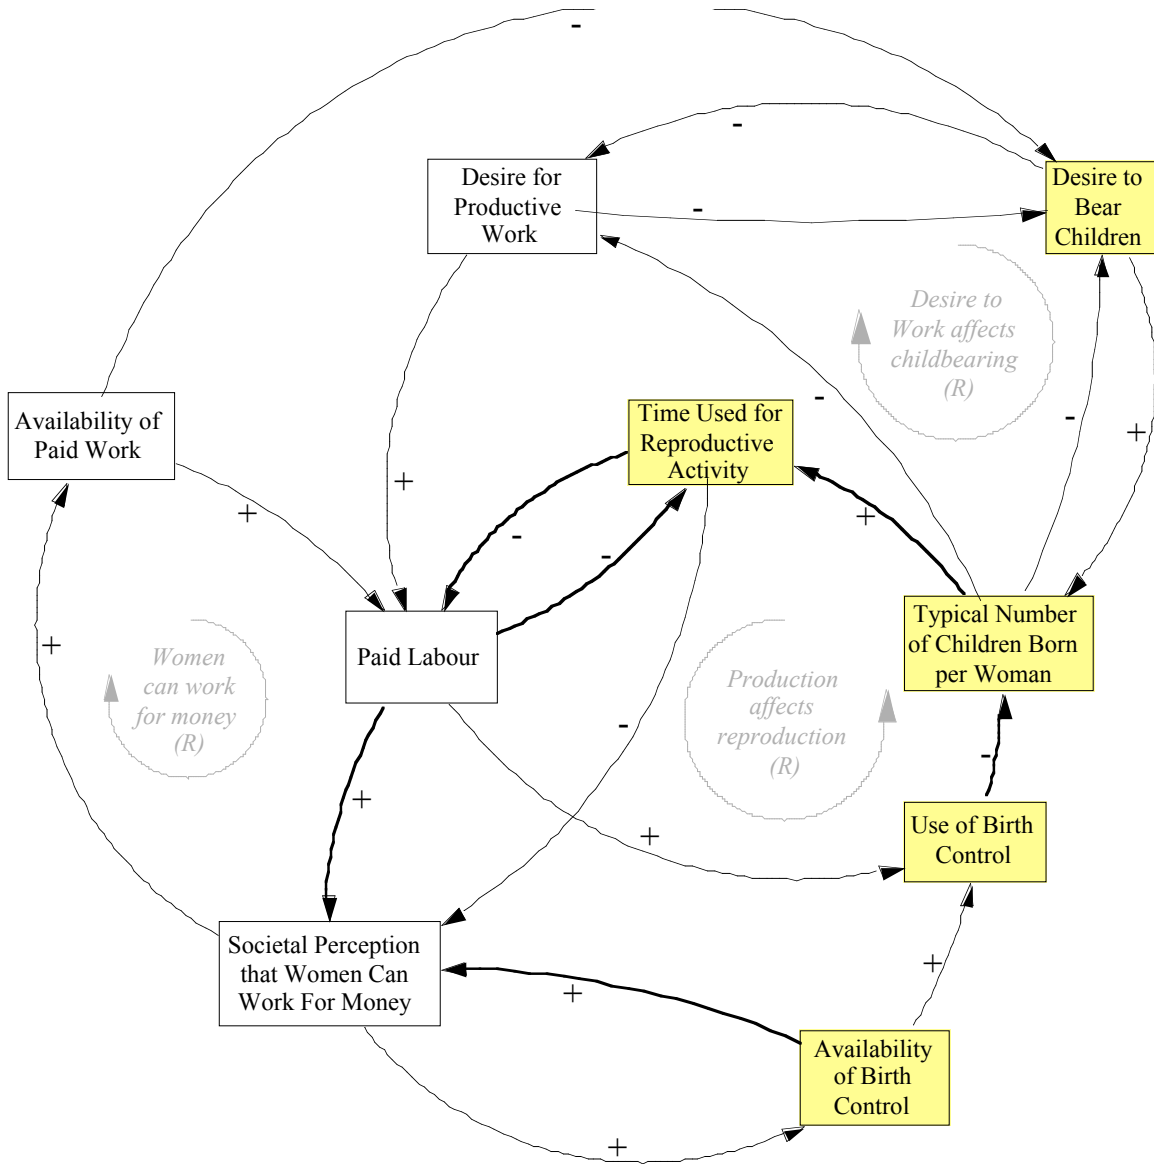 -
-
Desire for
Productive
Work
-
Desire to
Bear
Children
Desire to
Work affects
childbearing
(R)
Availability of
Paid Work
-
Time Used for
Reproductive
Activity
-
+
+
+
+
-
-
Typical Number
of Children Born
per Woman
Paid Labour
+
Women
can work
for money
(R)
Production
affects
reproduction
(R)
-
-
+
+
Use of Birth
Control
Societal Perception
that Women Can
Work For Money
+
+
Availability
of Birth
Control
+